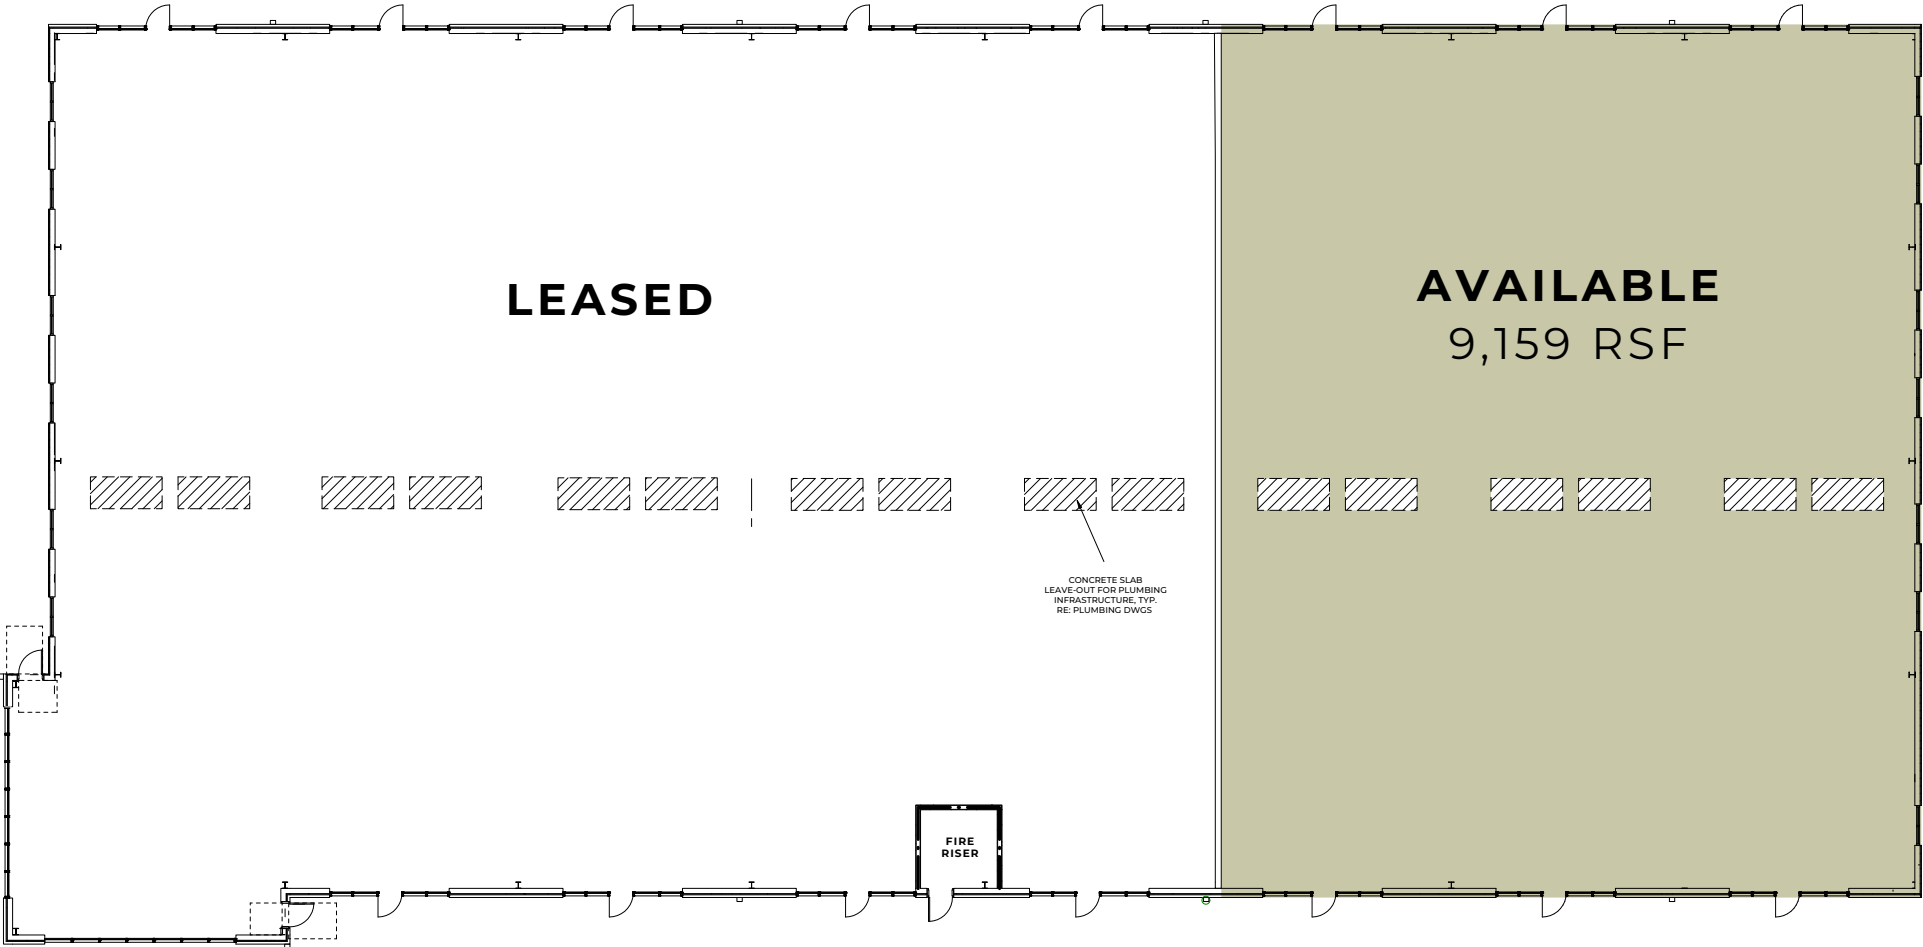 LEASED
AVAILABLE
9,159 RSF
CONCRETE SLAB
LEAVE-OUT FOR PLUMBING
INFRASTRUCTURE, TYP.
RE: PLUMBING DWGS
FIRE
RISER